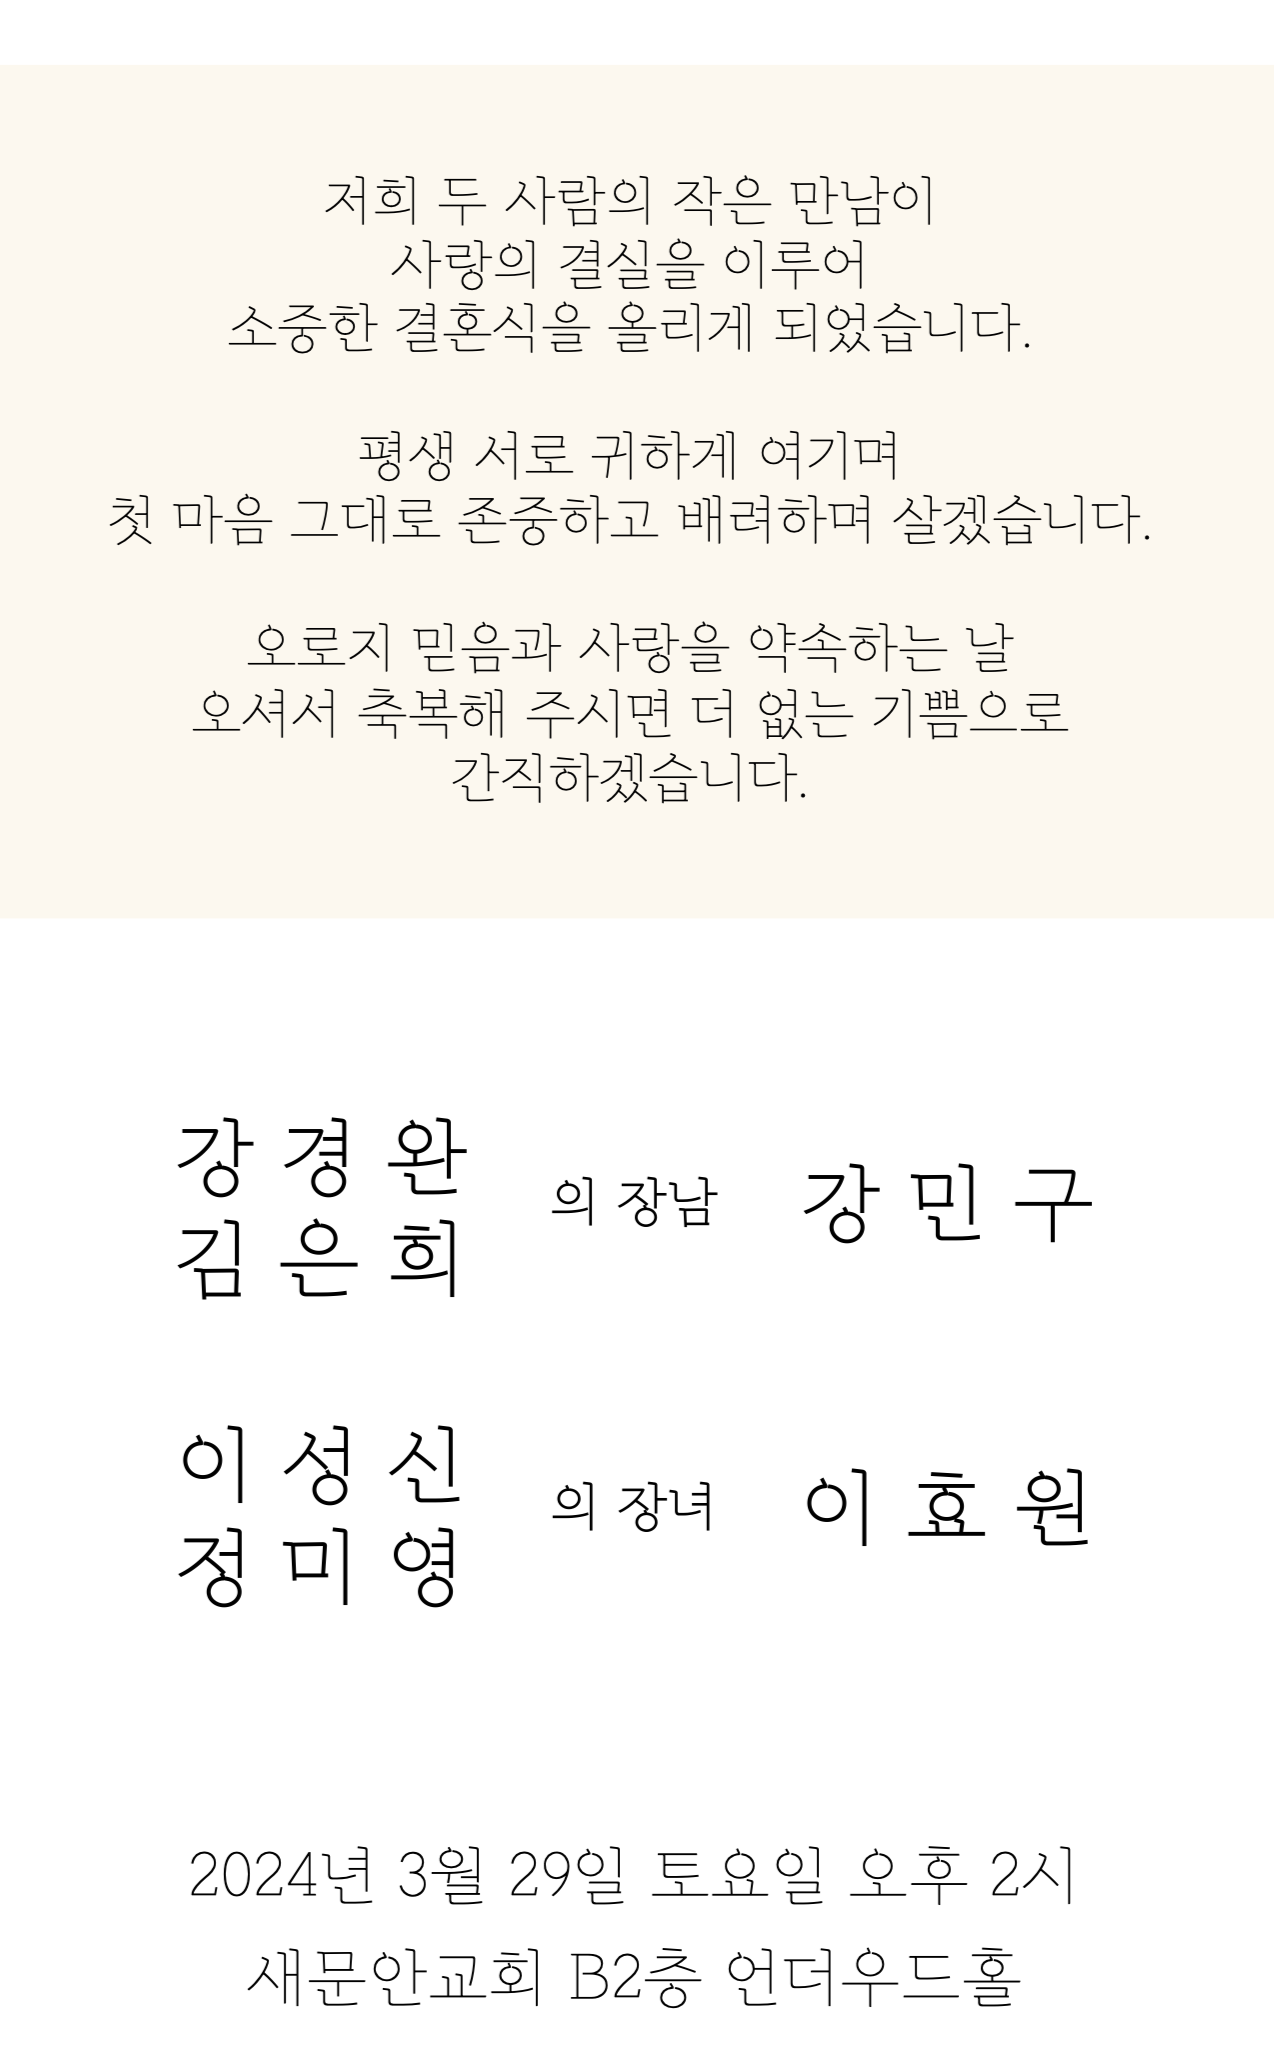 저희 두 사람의 작은 만남이
사랑의 결실을 이루어
소중한 결혼식을 올리게 되었습니다.
평생 서로 귀하게 여기며
첫 마음 그대로 존중하고 배려하며 살겠습니다.
오로지 믿음과 사랑을 약속하는 날
오셔서 축복해 주시면 더 없는 기쁨으로
간직하겠습니다.
강 경 완
김 은 희
의 장남 강 민 구
이 성 신
정 미 영
의 장녀 이 효 원
2024년 3월 29일 토요일 오후 2시
새문안교회 B2층 언더우드홀